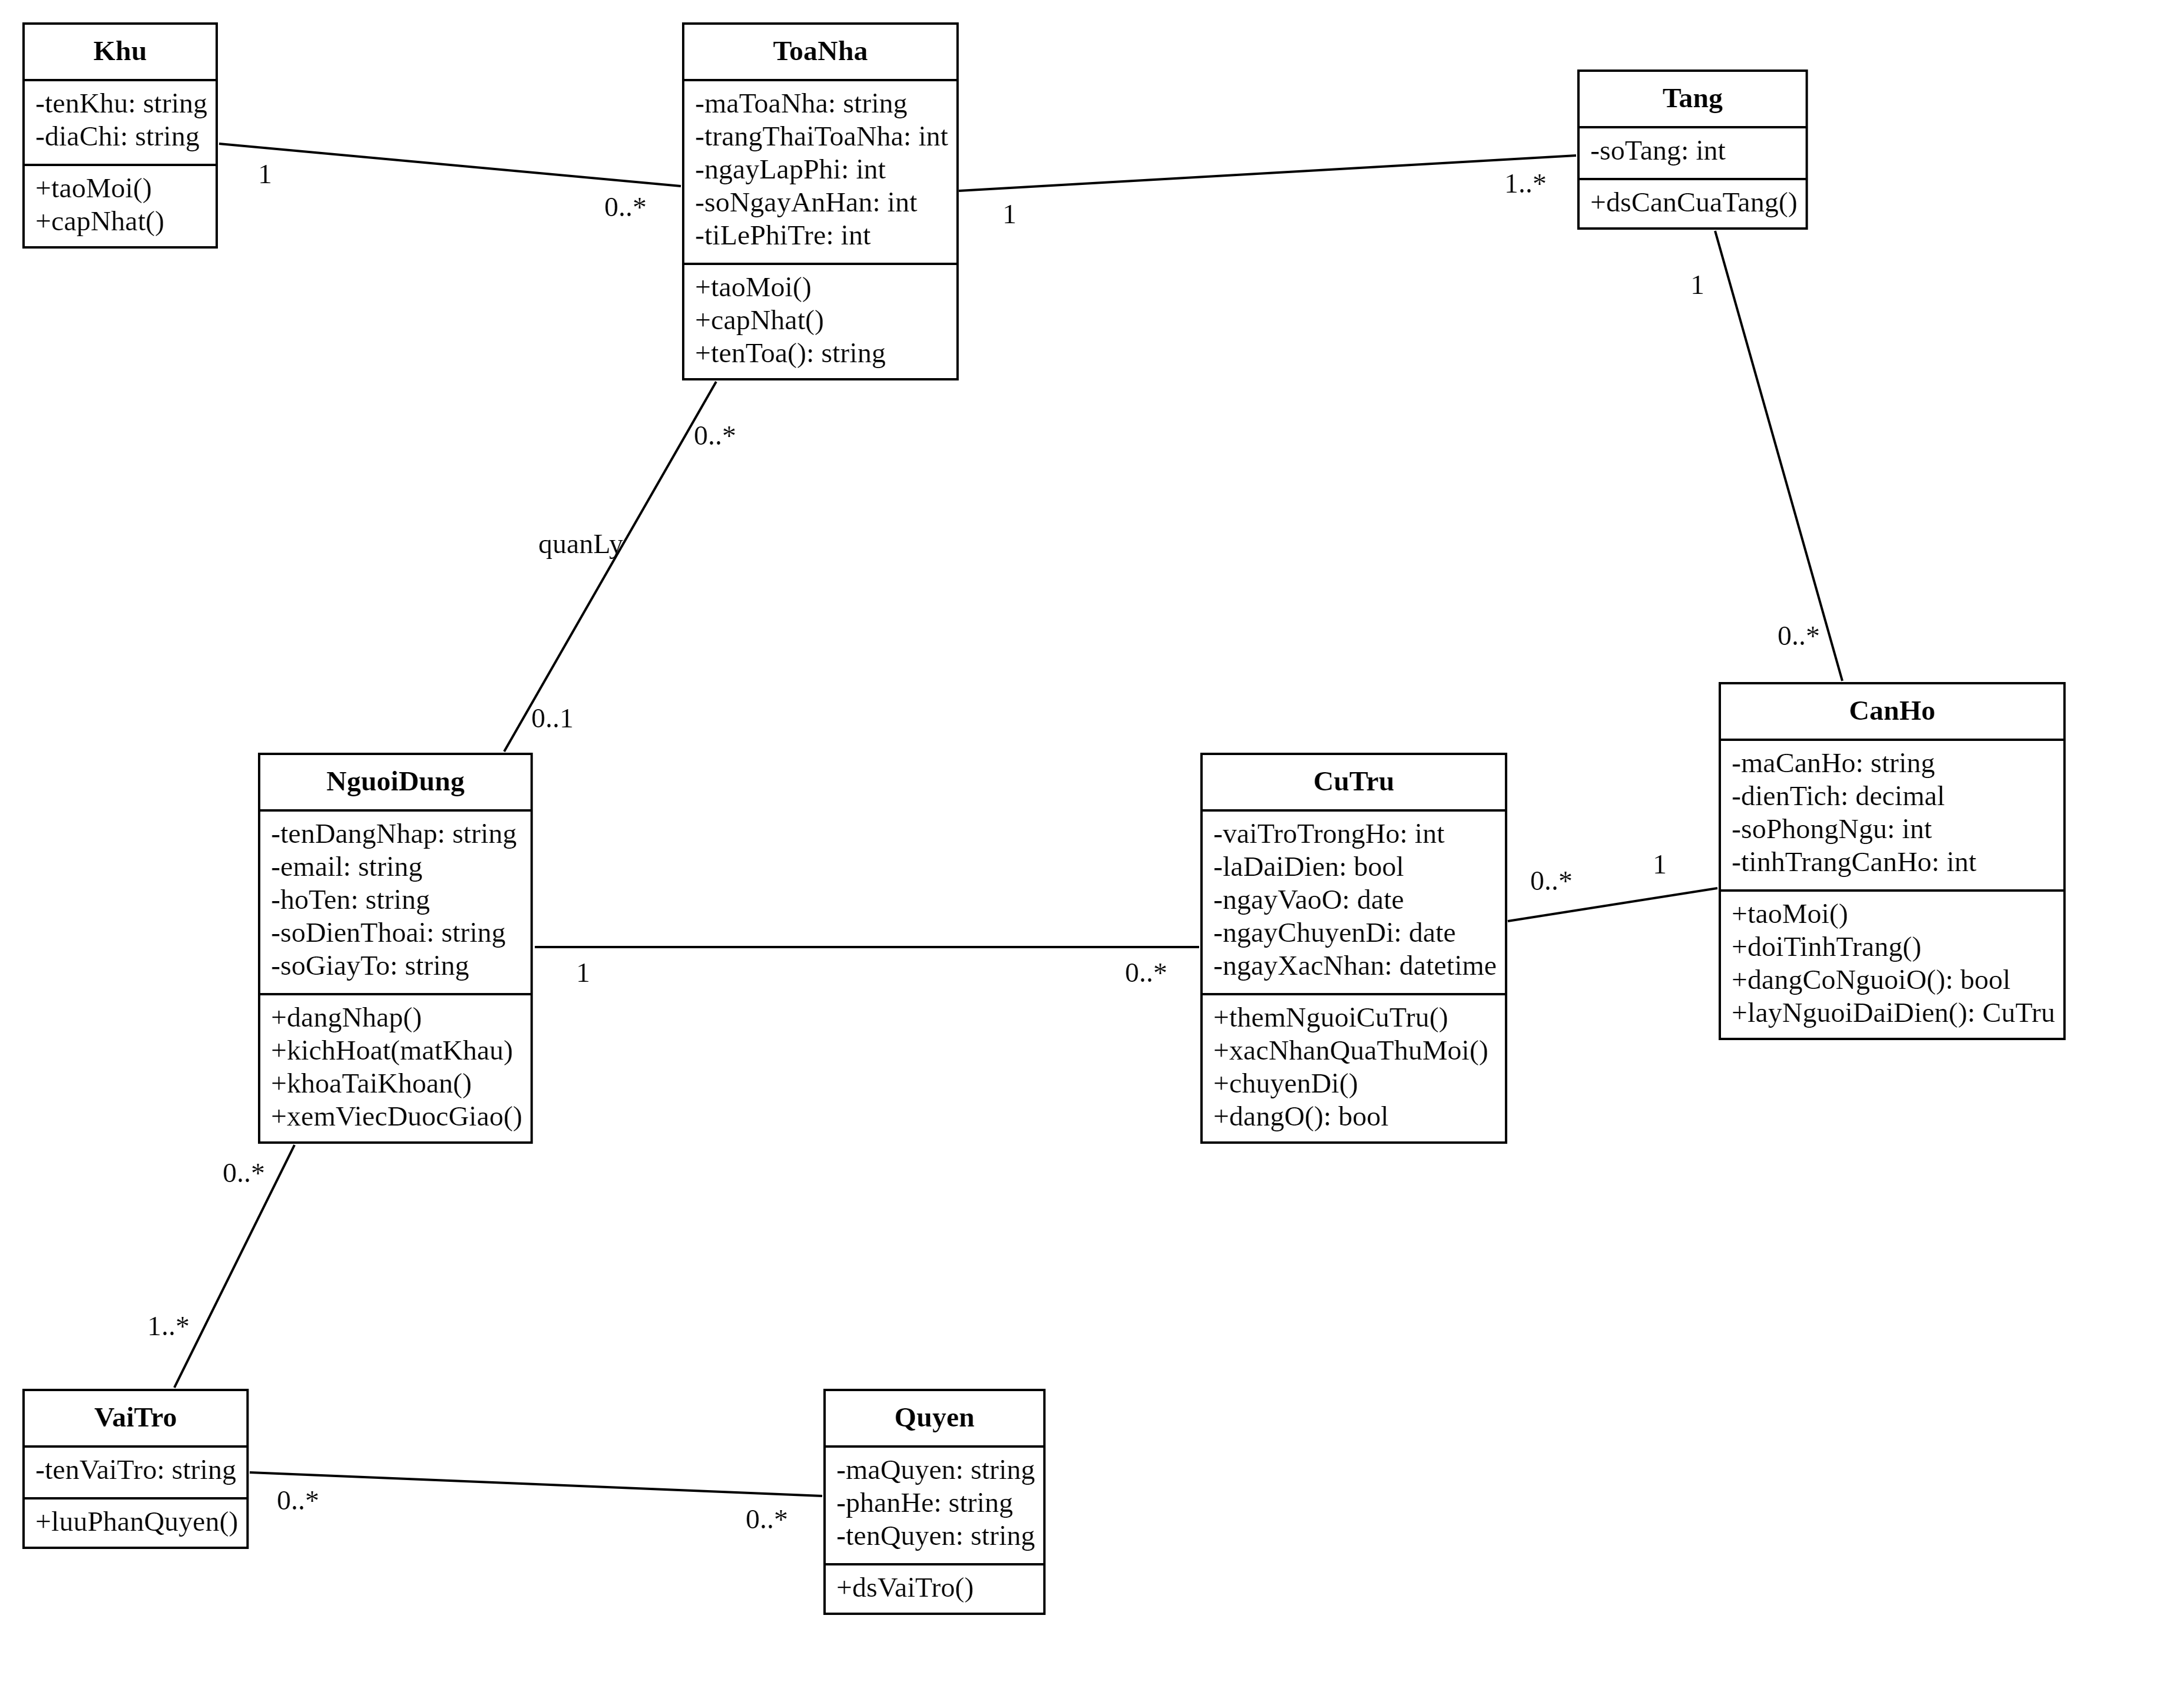 Khu
-tenKhu: string
-diaChi: string
+taoMoi()
+capNhat()
1
0..*
ToaNha
-maToaNha: string
-trangThaiToaNha: int
-ngayLapPhi: int
-soNgayAnHan: int
-tiLePhiTre: int
+taoMoi()
+capNhat()
+tenToa(): string
1
1..*
Tang
-soTang: int
+dsCanCuaTang()
1
0..*
0..*
quanLy
0..1
NguoiDung
-tenDangNhap: string
-email: string
-hoTen: string
-soDienThoai: string
-soGiayTo: string
+dangNhap()
+kichHoat(matKhau)
+khoaTaiKhoan()
+xemViecDuocGiao()
1
0..*
CuTru
-vaiTroTrongHo: int
-laDaiDien: bool
-ngayVaoO: date
-ngayChuyenDi: date
-ngayXacNhan: datetime
+themNguoiCuTru()
+xacNhanQuaThuMoi()
+chuyenDi()
+dangO(): bool
0..*
1
CanHo
-maCanHo: string
-dienTich: decimal
-soPhongNgu: int
-tinhTrangCanHo: int
+taoMoi()
+doiTinhTrang()
+dangCoNguoiO(): bool
+layNguoiDaiDien(): CuTru
0..*
1..*
VaiTro
-tenVaiTro: string
+luuPhanQuyen()
0..*
0..*
Quyen
-maQuyen: string
-phanHe: string
-tenQuyen: string
+dsVaiTro()